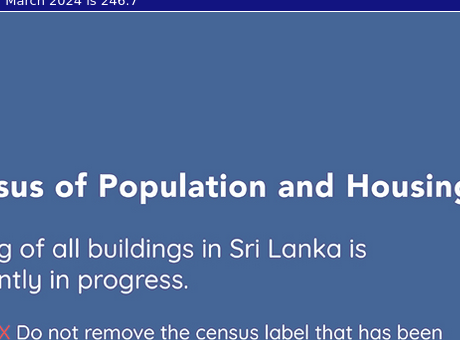 March 2024 is 246.7
sus of Population and Housing
g of all buildings in Sri Lanka is
ntly in progress.
X Do not remove the census label that has been